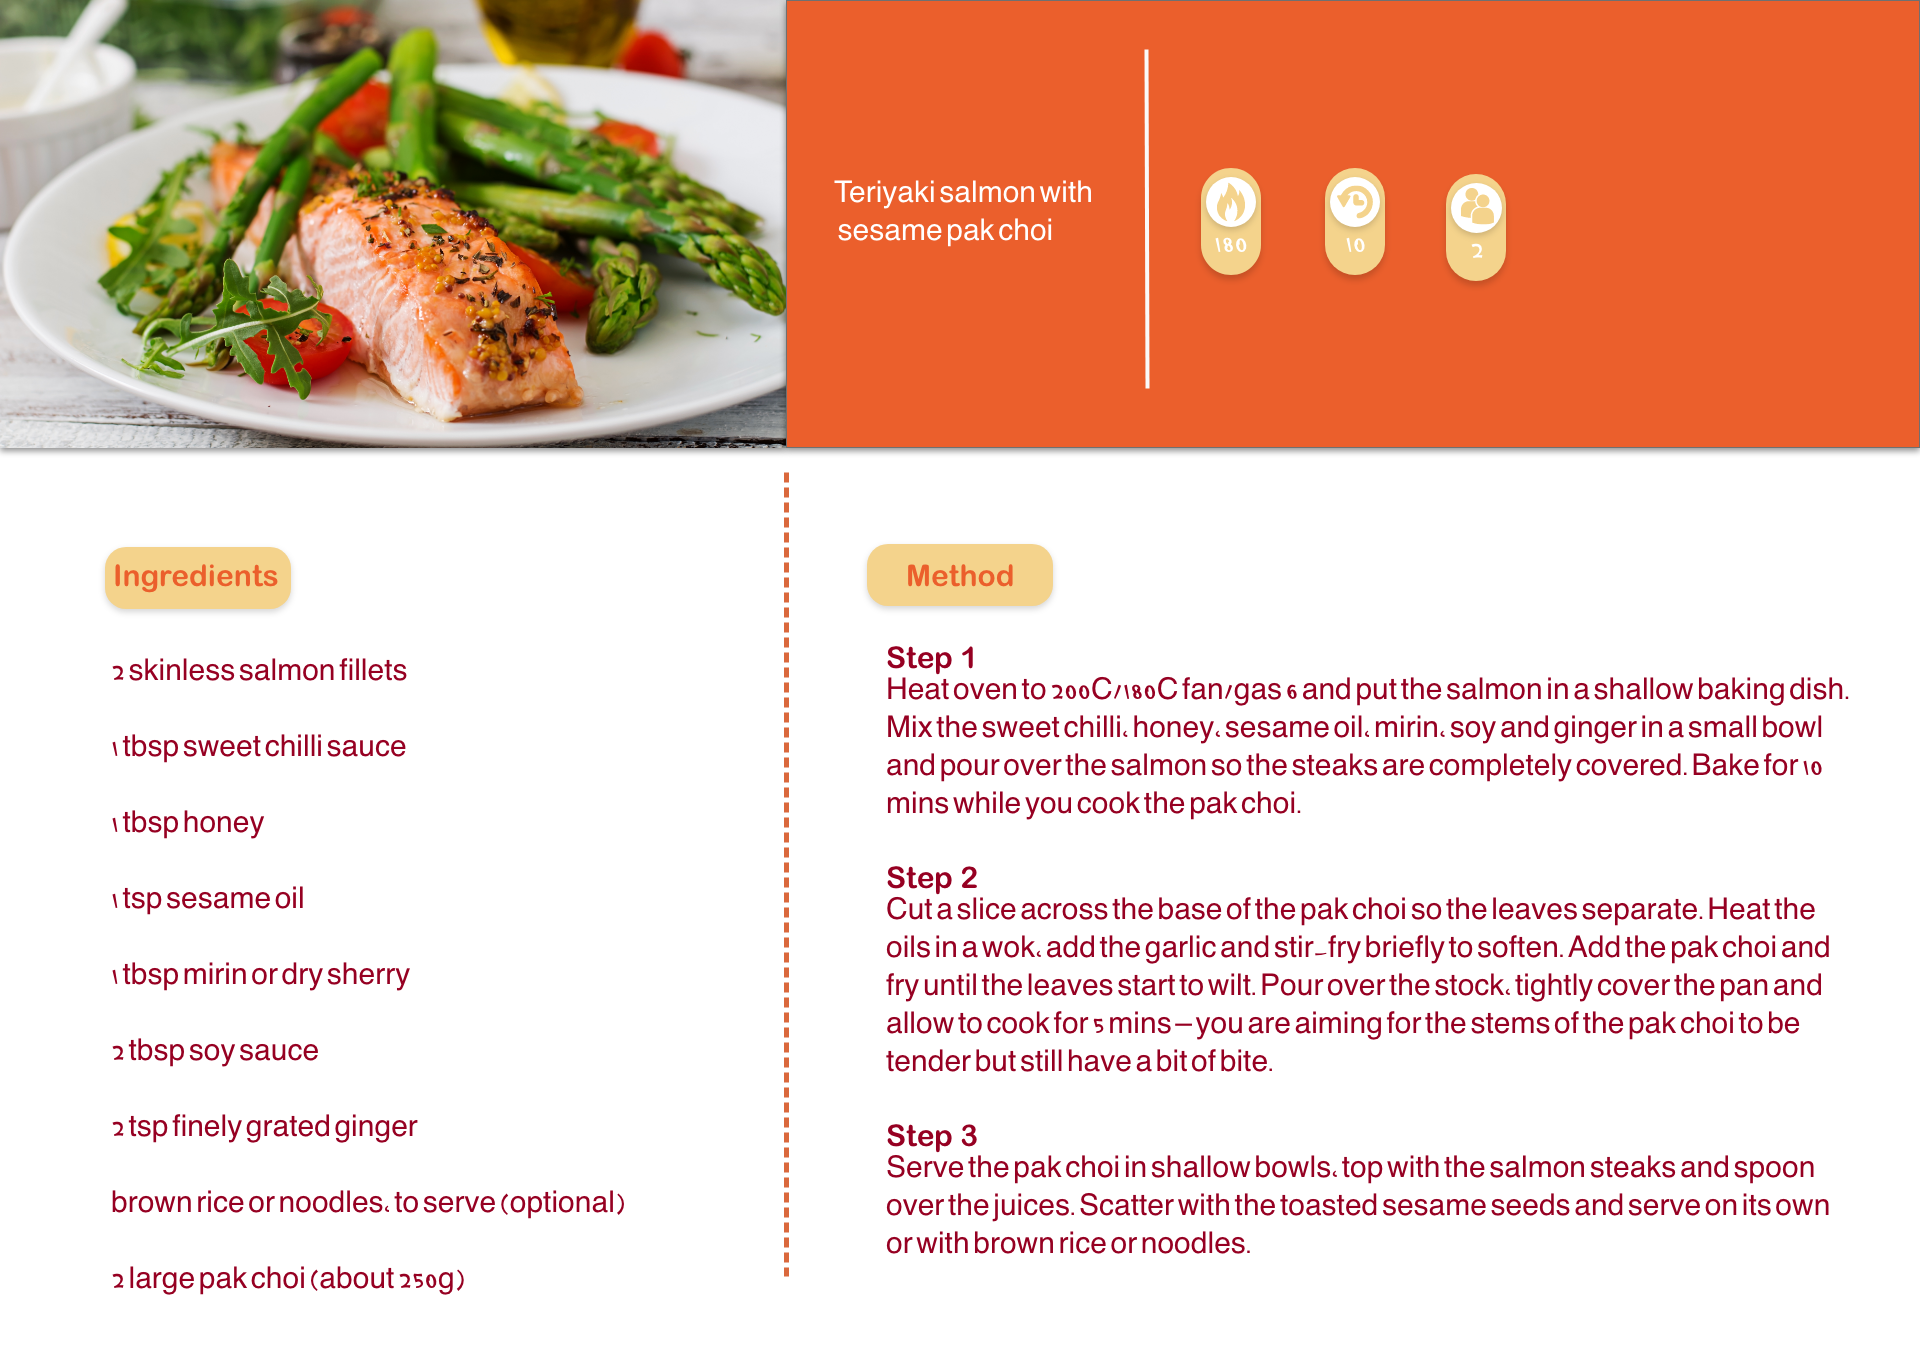 Teriyaki salmon with
sesame pak choi
180
10
2
Ingredients
2 skinless salmon fillets
1 tbsp sweet chilli sauce
1 tbsp honey
1 tsp sesame oil
1 tbsp mirin or dry sherry
2 tbsp soy sauce
2 tsp finely grated ginger
brown rice or noodles, to serve (optional)
2 large pak choi (about 250g)
Method
Step 1
Heat oven to 200C/180C fan/gas 6 and put the salmon in a shallow baking dish.
Mix the sweet chilli, honey, sesame oil, mirin, soy and ginger in a small bowl
and pour over the salmon so the steaks are completely covered. Bake for 10
mins while you cook the pak choi.
Step 2
Cut a slice across the base of the pak choi so the leaves separate. Heat the
oils in a wok, add the garlic and stir-fry briefly to soften. Add the pak choi and
fry until the leaves start to wilt. Pour over the stock, tightly cover the pan and
allow to cook for 5 mins – you are aiming for the stems of the pak choi to be
tender but still have a bit of bite.
Step 3
Serve the pak choi in shallow bowls, top with the salmon steaks and spoon
over the juices. Scatter with the toasted sesame seeds and serve on its own
or with brown rice or noodles.